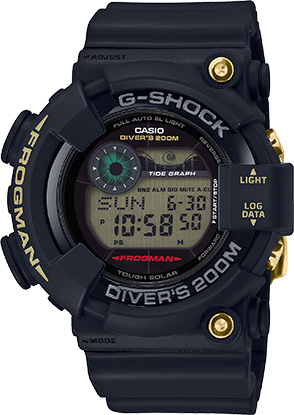 ADJUST
G-SHOCK
FULL AUTO EL LIGHT
REVERSE
CASIO
DIVER'S 200M
TIDE GRAPH
FROGMAN
LIGHT
SNZ ALM SIG MUTC A-EL
SUN 6-30
START/STOP
LOG
DATA
P 10:58 50
PS H
FORWARD
FROGMAN
TOUGH SOLAR
DIVER'S 200M
MODE